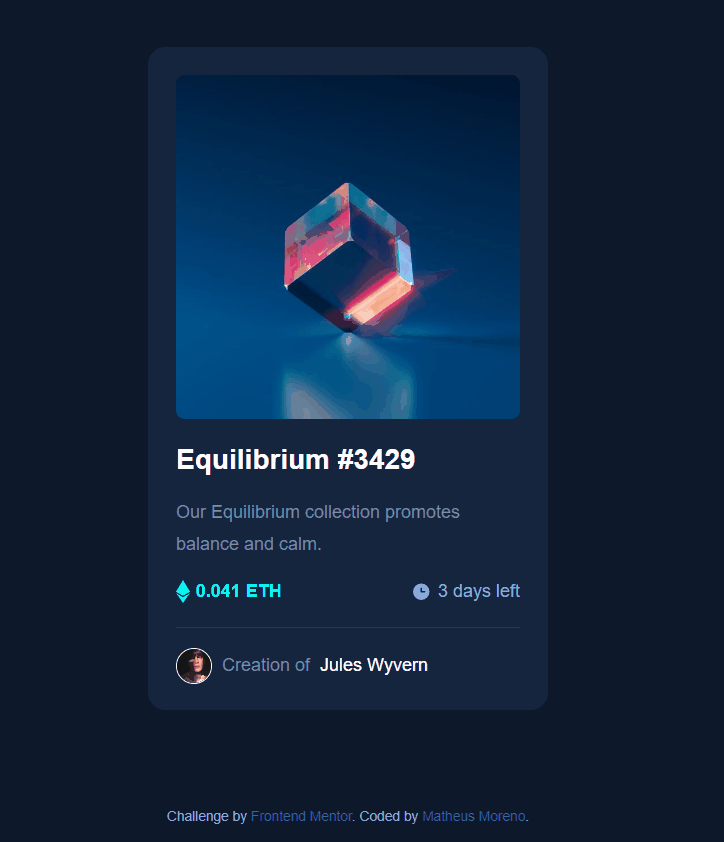 Equilibrium #3429
Our Equilibrium collection promotes
balance and calm.
0.041 ETH
3 days left
Creation of Jules Wyvern
Challenge by Frontend Mentor. Coded by Matheus Moreno.